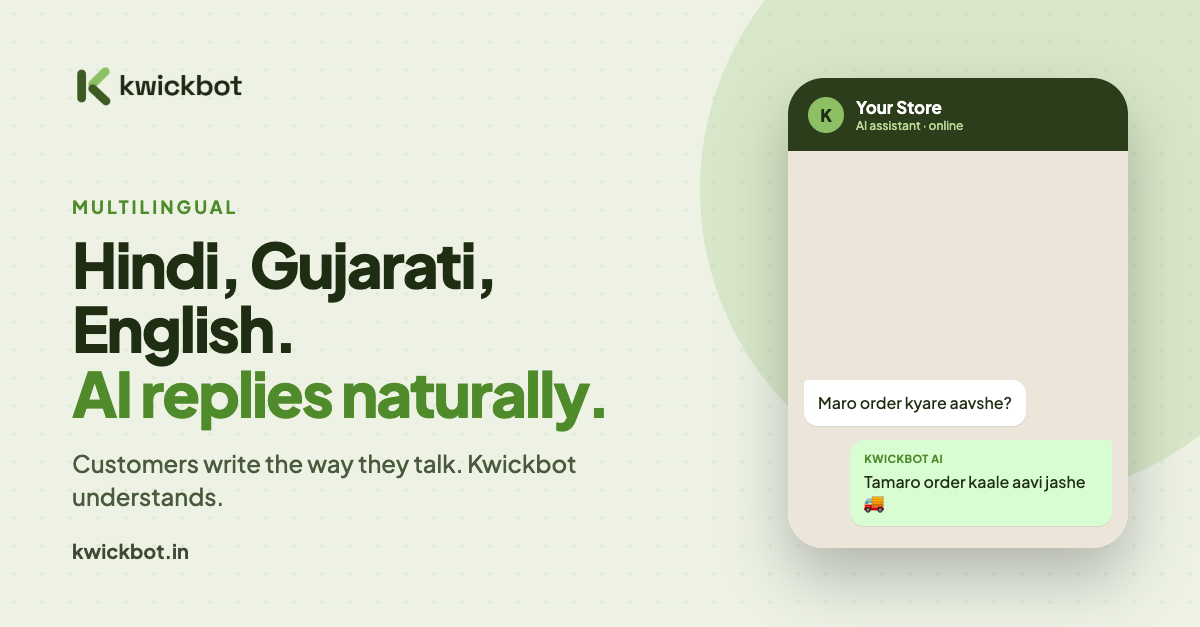 kwickbot
MULTILINGUAL
Hindi, Gujarati,
English.
AI replies naturally.
Customers write the way they talk. Kwickbot
understands.
kwickbot.in
K
Your Store
AI assistant · online
Maro order kyare aavshe?
KWICKBOT AI
Tamaro order kaale aavi jashe
🚚